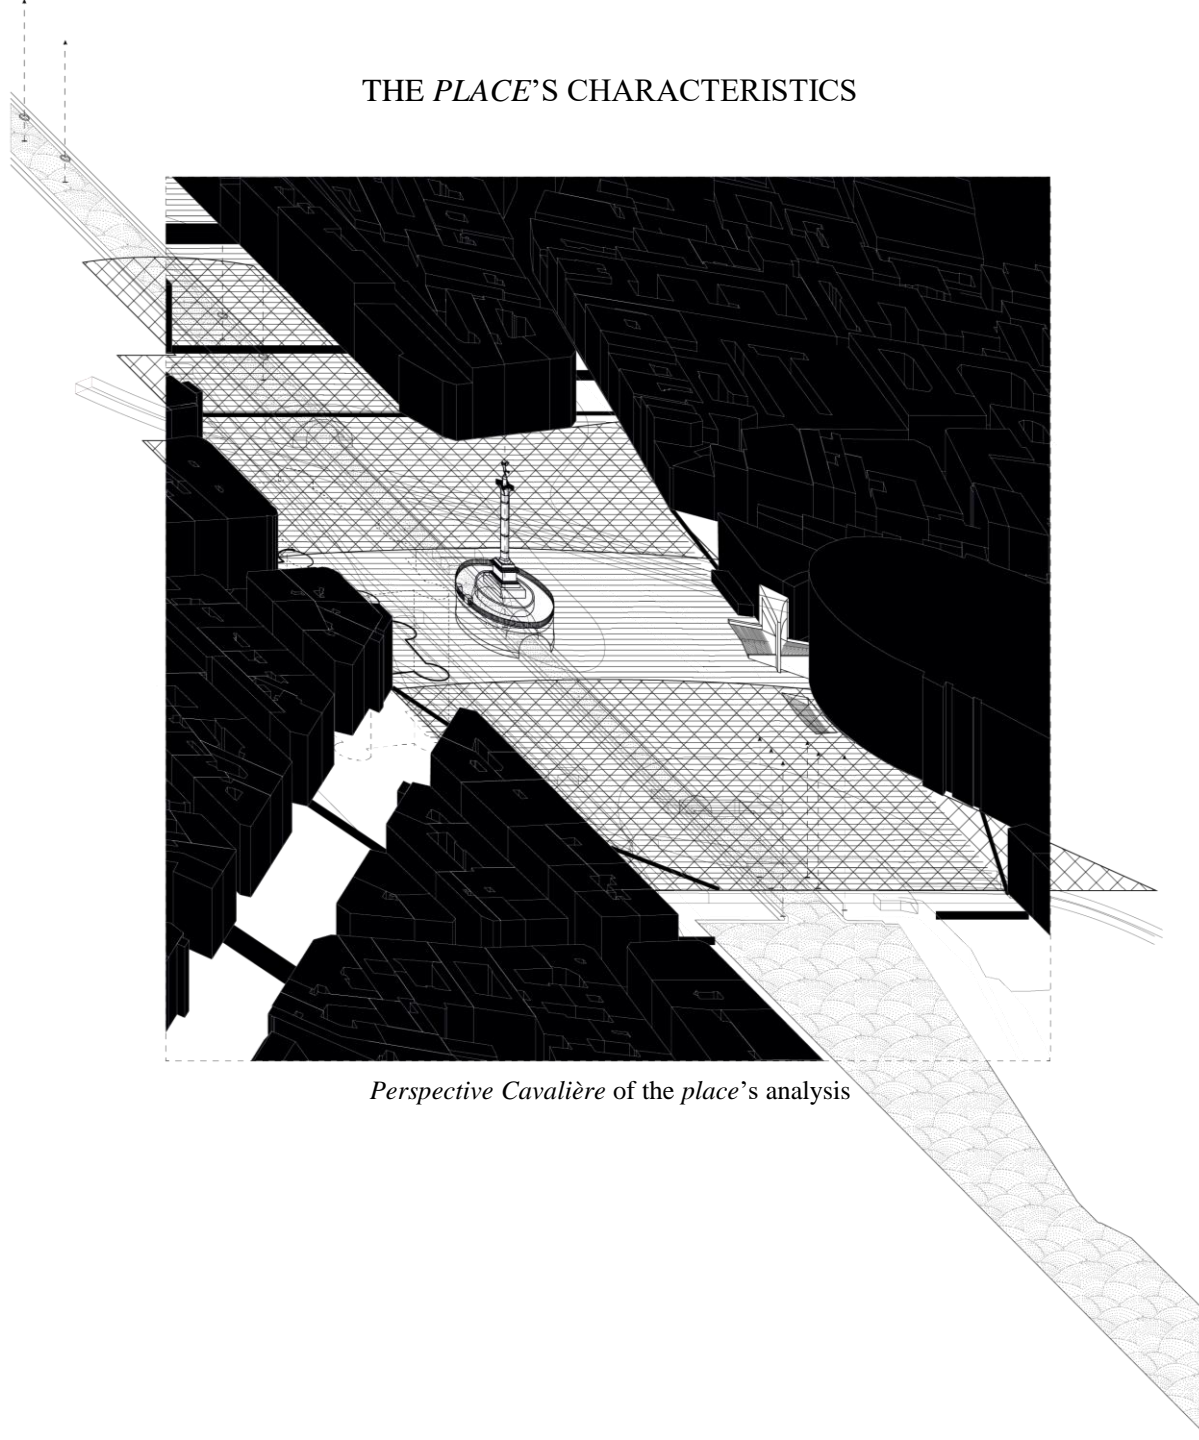 THE PLACE’S CHARACTERISTICS
Perspective Cavalière of the place’s analysis